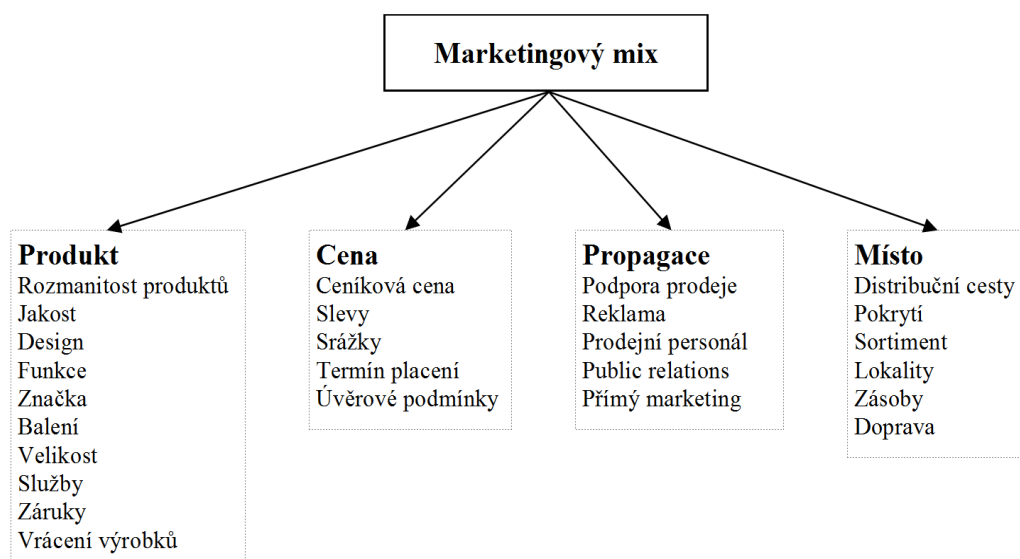 Marketingový mix
Produkt
Rozmanitost produktů
Jakost
Design
Funkce
Značka
Balení
Velikost
Služby
Záruky
Vrácení výrobků
Cena
Ceníková cena
Slevy
Srážky
Termín placení
Úvěrové podmínky
Propagace
Podpora prodeje
Reklama
Prodejní personál
Public relations
Přímý marketing
Místo
Distribuční cesty
Pokrytí
Sortiment
Lokality
Zásoby
Doprava